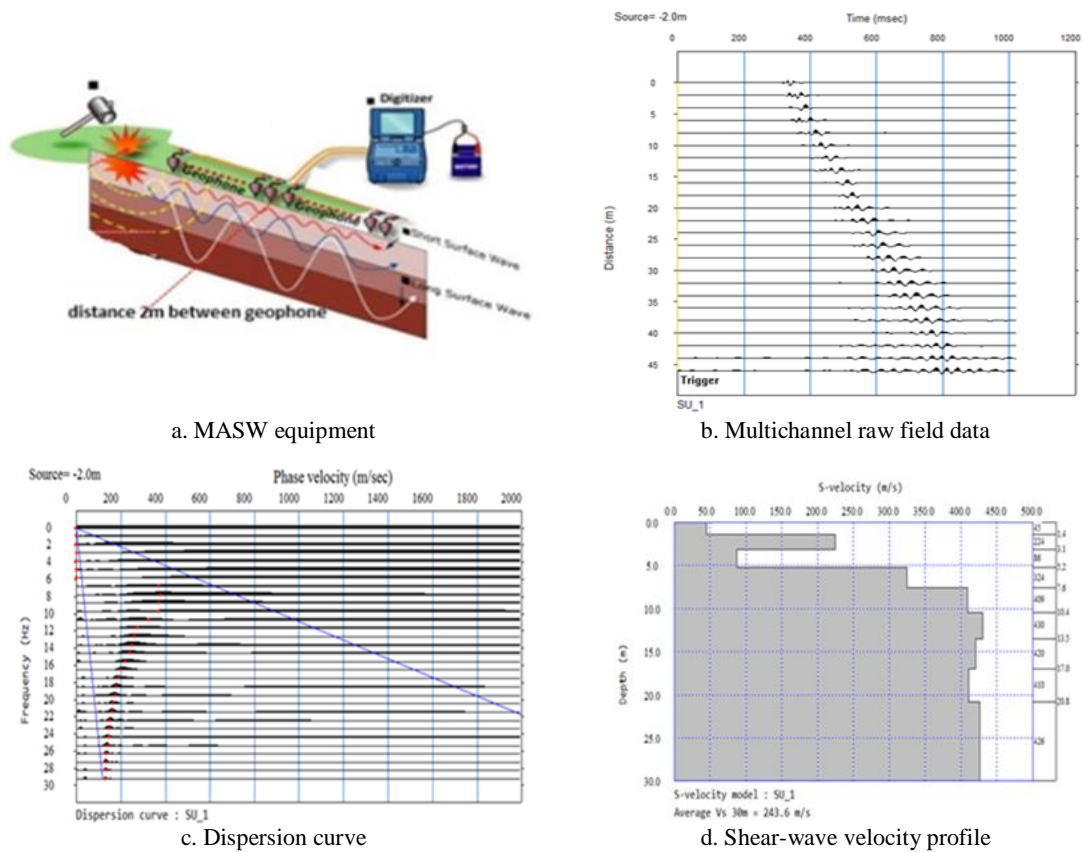 Digitizer
Geophone
Geophone
Short Surface Wave
Long Surface Wave
distance 2m between geophone
a. MASW equipment
Source= -2.0m
Time (msec)
0 200 400 600 800 1000 1200
Distance (m)
0
5
10
15
20
25
30
35
40
45
Trigger
SU_1
b. Multichannel raw field data
Source= -2.0m
Phase velocity (m/sec)
0 200 400 600 800 1000 1200 1400 1600 1800 2000
Frequency (Hz)
0
2
4
6
8
10
12
14
16
18
20
22
24
26
28
30
Dispersion curve : SU_1
c. Dispersion curve
S-velocity (m/s)
0.0 50.0 100.0 150.0 200.0 250.0 300.0 350.0 400.0 450.0 500.0
Depth (m)
0.0
5.0
10.0
15.0
20.0
25.0
30.0
224
324
430
420
410
426
S-velocity model : SU_1
Average Vs 30m = 243.6 m/s
d. Shear-wave velocity profile